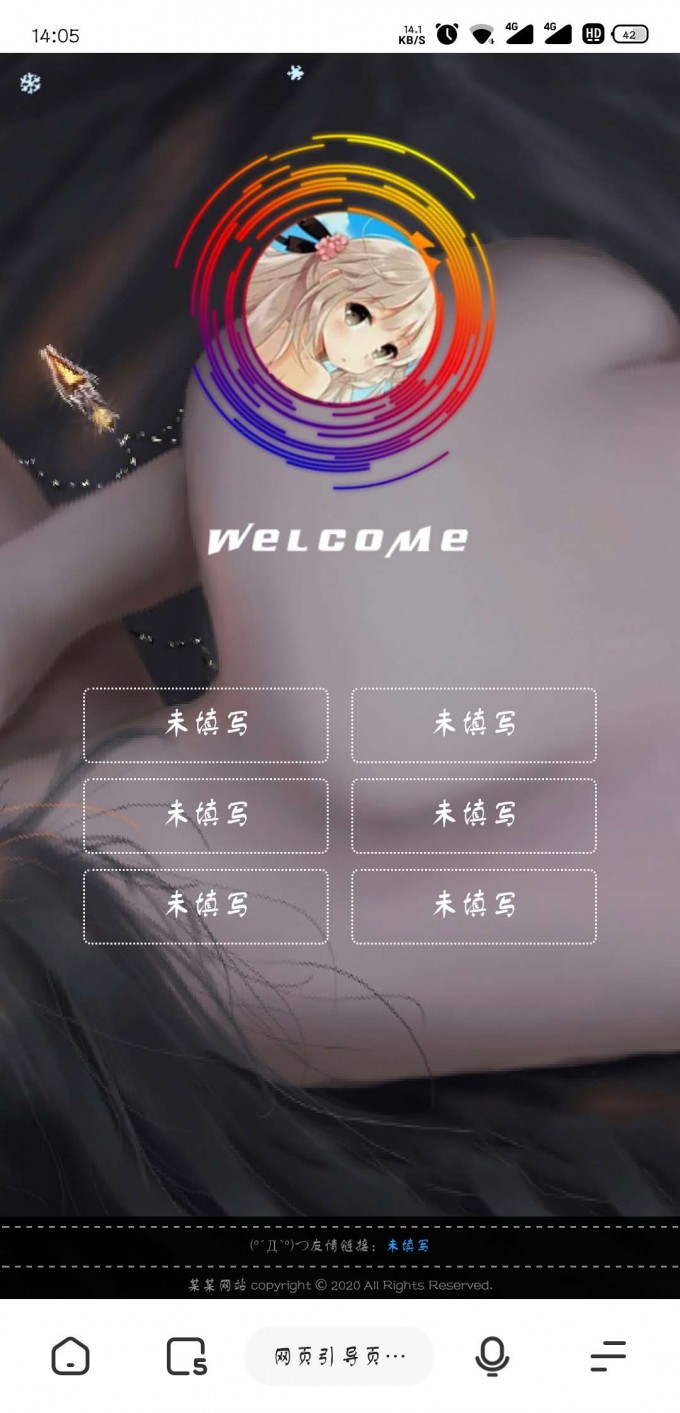 14:05
14.1 KB/S 4G 4G HD 42
WELCOME
未填写 未填写
未填写 未填写
未填写 未填写
(°ˊДˋ°)つ友情链接：未填写
某某网站 copyright © 2020 All Rights Reserved.
5 网页引导页…